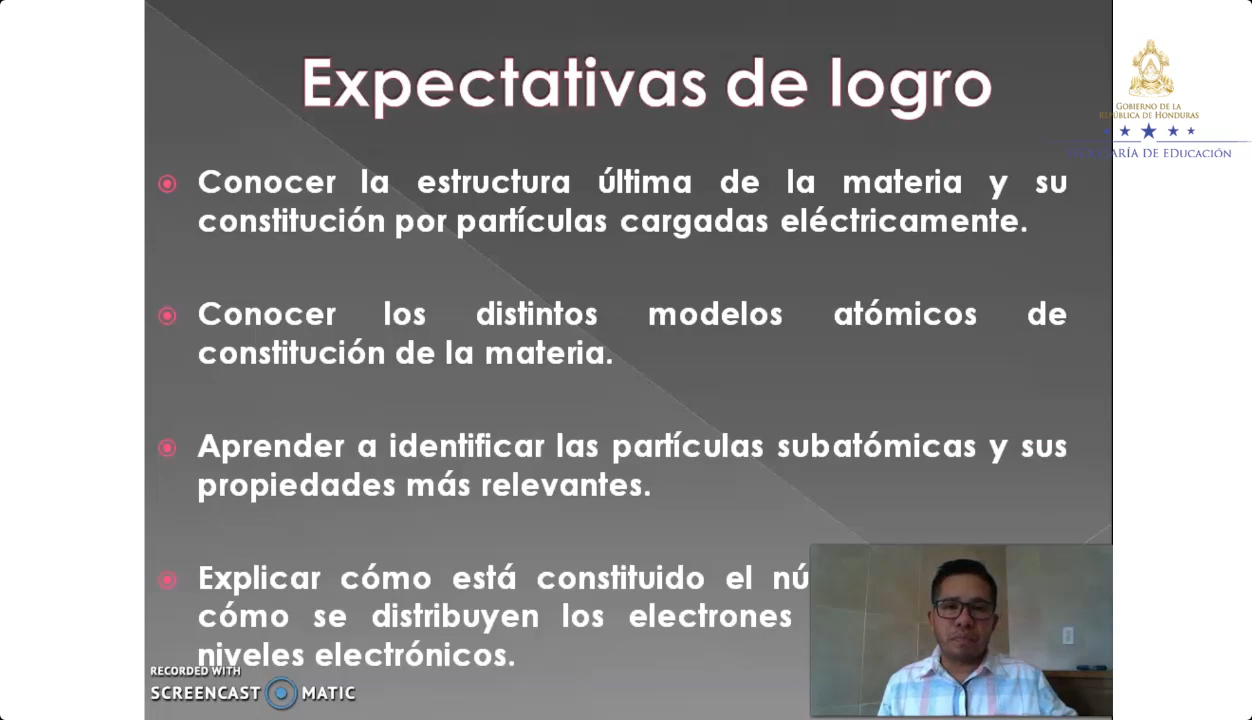 Expectativas de logro
GOBIERNO DE LA
REPÚBLICA DE HONDURAS
SECRETARÍA DE EDUCACIÓN
Conocer la estructura última de la materia y su
constitución por partículas cargadas eléctricamente.
Conocer los distintos modelos atómicos de
constitución de la materia.
Aprender a identificar las partículas subatómicas y sus
propiedades más relevantes.
Explicar cómo está constituido el
cómo se distribuyen los electrones
niveles electrónicos.
RECORDED WITH
SCREENCAST MATIC